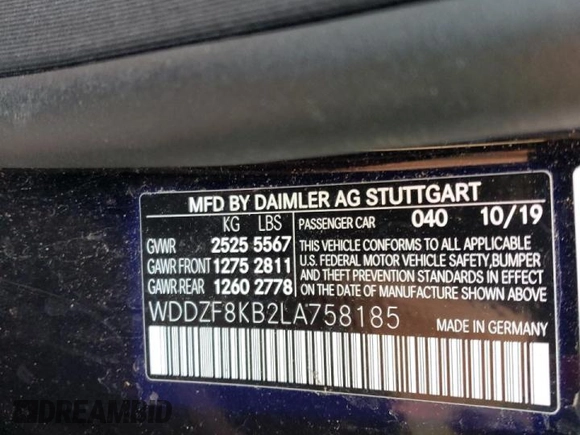 MFD BY DAIMLER AG STUTTGART
KG LBS
GVWR 2525 5567
GAWR FRONT 1275 2811
GAWR REAR 1260 2778
PASSENGER CAR 040 10/19
THIS VEHICLE CONFORMS TO ALL APPLICABLE
U.S. FEDERAL MOTOR VEHICLE SAFETY,BUMPER
AND THEFT PREVENTION STANDARDS IN EFFECT
ON THE DATE OF MANUFACTURE SHOWN ABOVE.
WDDZF8KB2LA758185
MADE IN GERMANY
DREAMBID